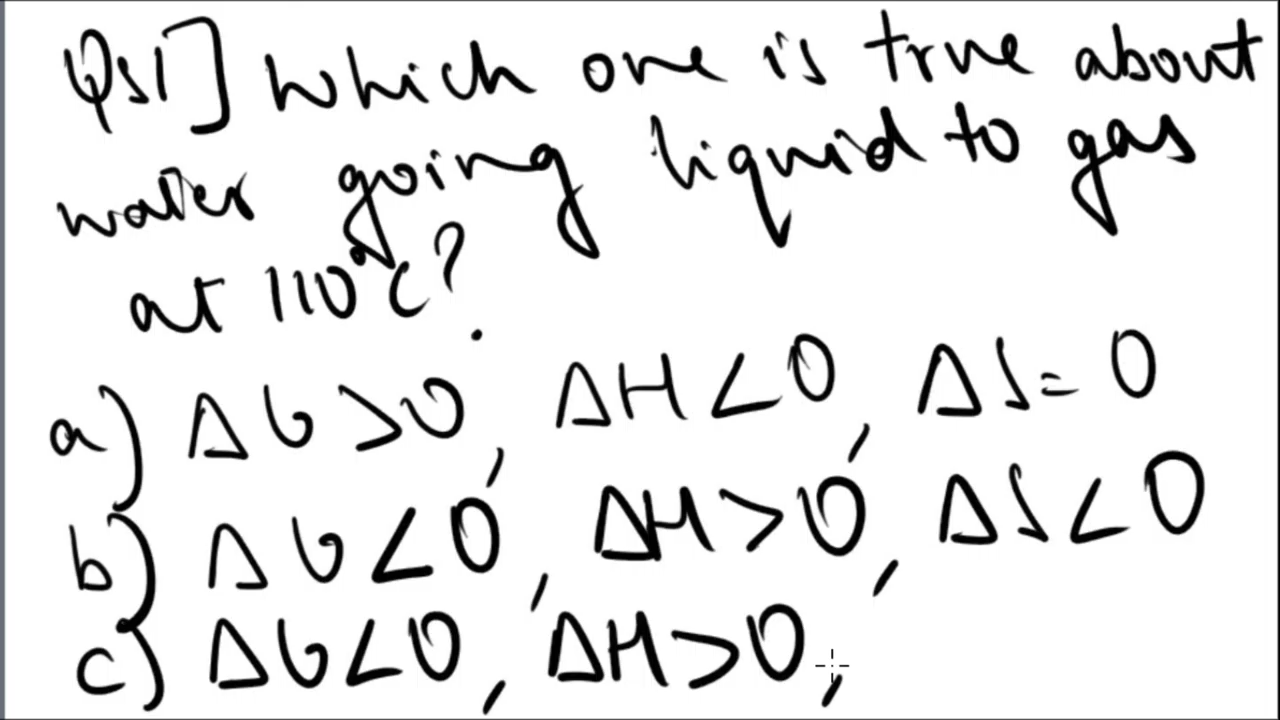 Qs1] Which one is true about
water going liquid to gas
at 110°C?
a) ΔG>0, ΔH<0, ΔS=0
b) ΔG<0, ΔH>0, ΔS<0
c) ΔG<0, ΔH>0,